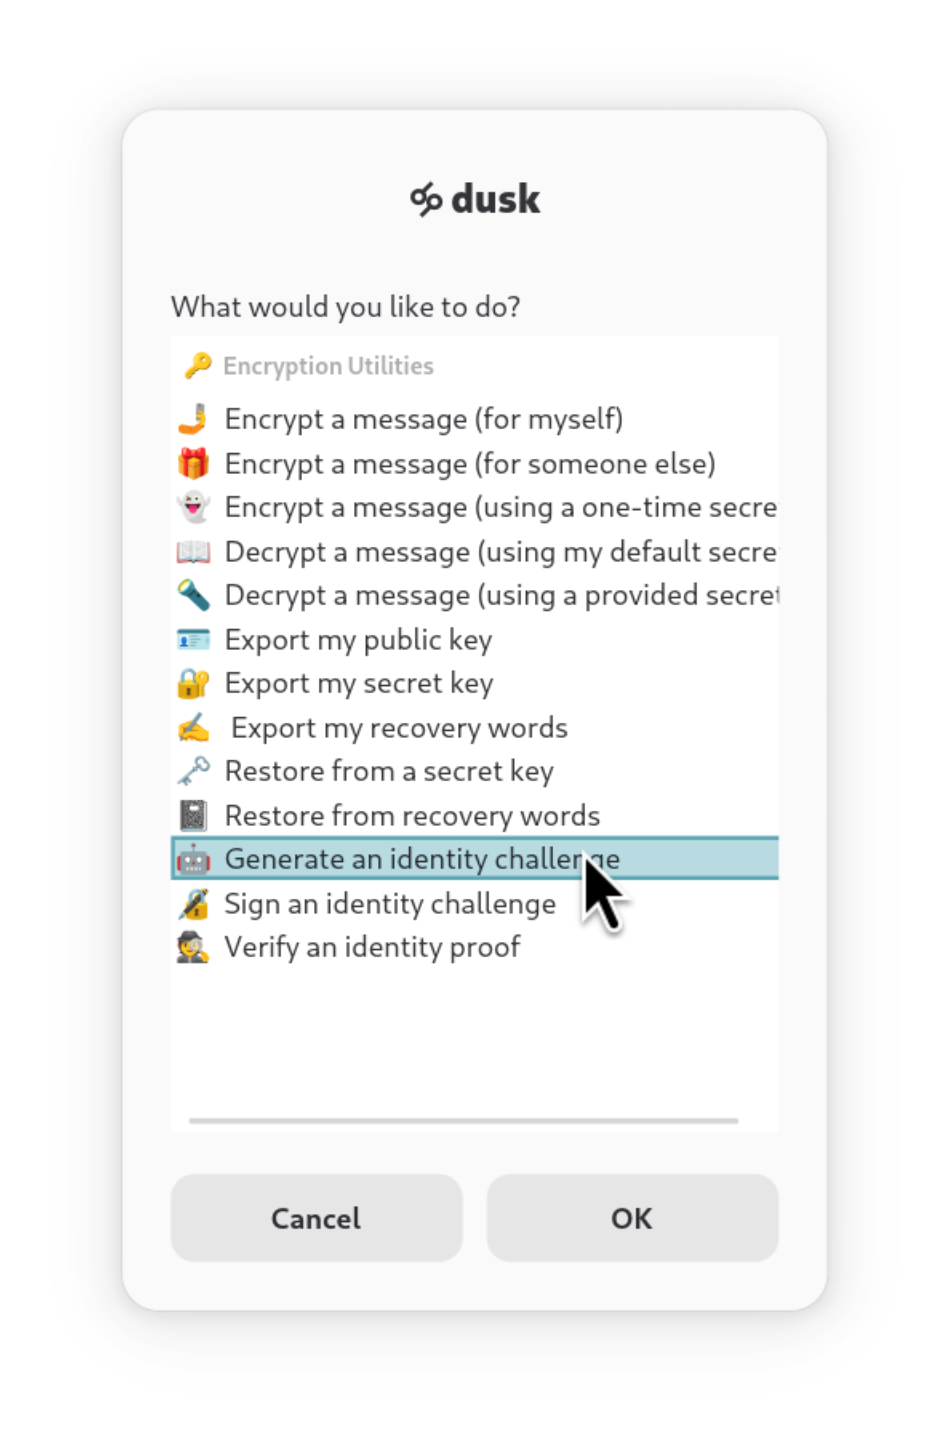 dusk
What would you like to do?
Encryption Utilities
Encrypt a message (for myself)
Encrypt a message (for someone else)
Encrypt a message (using a one-time secre
Decrypt a message (using my default secre
Decrypt a message (using a provided secret
Export my public key
Export my secret key
Export my recovery words
Restore from a secret key
Restore from recovery words
Generate an identity challenge
Sign an identity challenge
Verify an identity proof
Cancel
OK